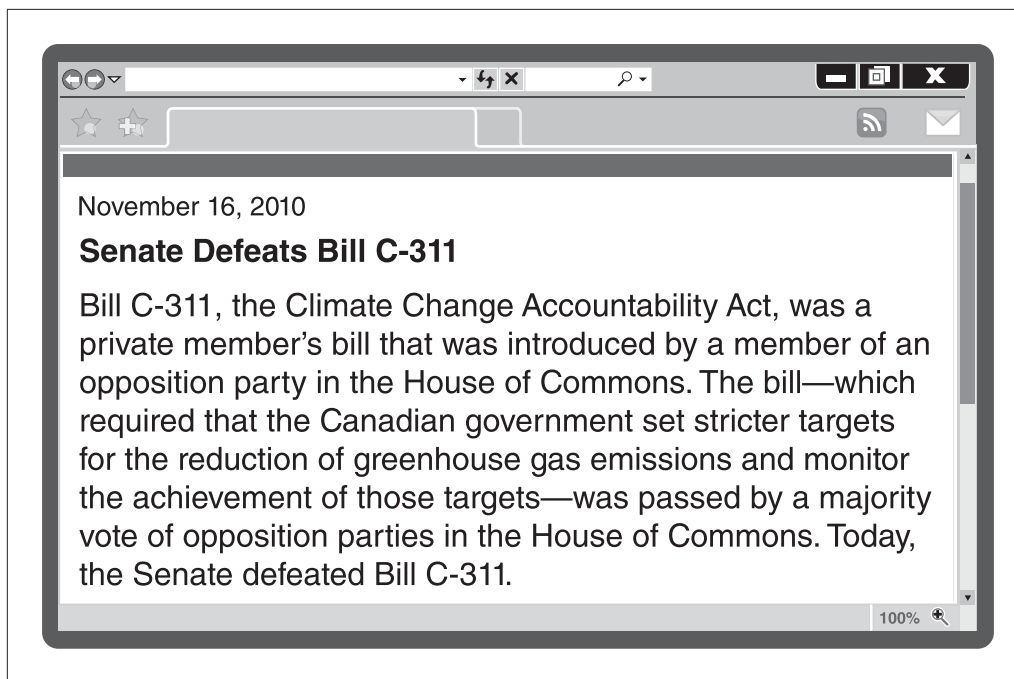 November 16, 2010
Senate Defeats Bill C-311
Bill C-311, the Climate Change Accountability Act, was a
private member’s bill that was introduced by a member of an
opposition party in the House of Commons. The bill—which
required that the Canadian government set stricter targets
for the reduction of greenhouse gas emissions and monitor
the achievement of those targets—was passed by a majority
vote of opposition parties in the House of Commons. Today,
the Senate defeated Bill C-311.
100%